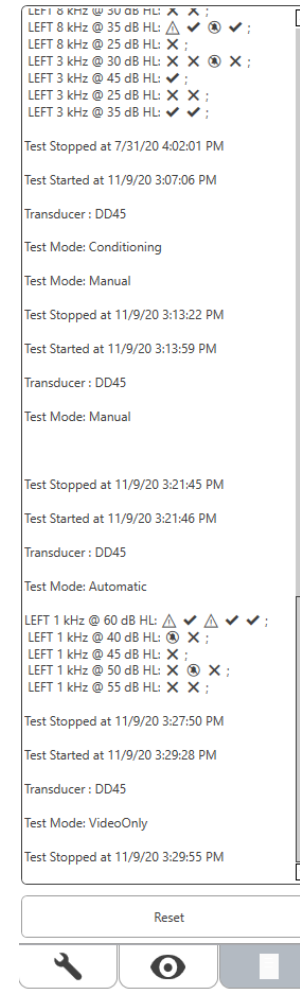 LEFT 8 kHz @ 30 dB HL: ✕ ✕ ;
LEFT 8 kHz @ 35 dB HL: ⚠ ✔ 🔕 ✔ ;
LEFT 8 kHz @ 25 dB HL: ✕ ;
LEFT 3 kHz @ 30 dB HL: ✕ ✕ 🔕 ✕ ;
LEFT 3 kHz @ 45 dB HL: ✔ ;
LEFT 3 kHz @ 25 dB HL: ✕ ✕ ;
LEFT 3 kHz @ 35 dB HL: ✔ ✔ ;
Test Stopped at 7/31/20 4:02:01 PM
Test Started at 11/9/20 3:07:06 PM
Transducer : DD45
Test Mode: Conditioning
Test Mode: Manual
Test Stopped at 11/9/20 3:13:22 PM
Test Started at 11/9/20 3:13:59 PM
Transducer : DD45
Test Mode: Manual
Test Stopped at 11/9/20 3:21:45 PM
Test Started at 11/9/20 3:21:46 PM
Transducer : DD45
Test Mode: Automatic
LEFT 1 kHz @ 60 dB HL: ⚠ ✔ ⚠ ✔ ✔ ;
LEFT 1 kHz @ 40 dB HL: 🔕 ✕ ;
LEFT 1 kHz @ 45 dB HL: ✕ ;
LEFT 1 kHz @ 50 dB HL: ✕ 🔕 ✕ ;
LEFT 1 kHz @ 55 dB HL: ✕ ✕ ;
Test Stopped at 11/9/20 3:27:50 PM
Test Started at 11/9/20 3:29:28 PM
Transducer : DD45
Test Mode: VideoOnly
Test Stopped at 11/9/20 3:29:55 PM
Reset